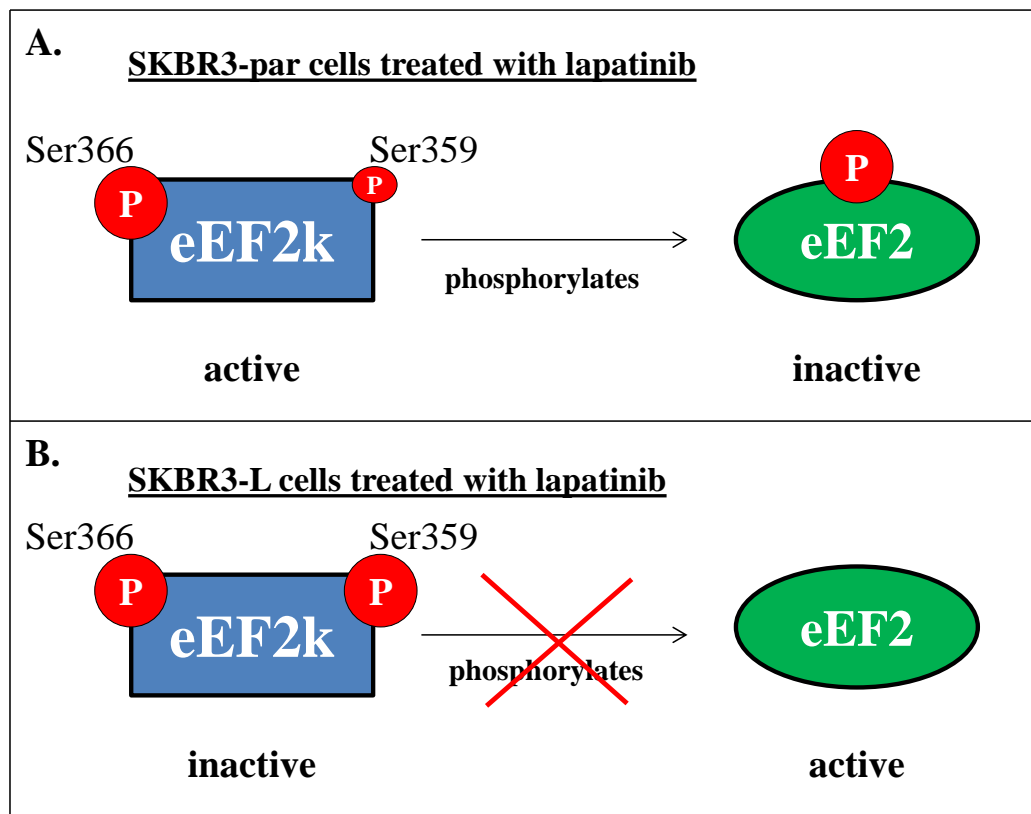 A.
SKBR3-par cells treated with lapatinib
Ser366 Ser359
P P P
eEF2k eEF2
phosphorylates
active inactive
B.
SKBR3-L cells treated with lapatinib
Ser366 Ser359
P P
eEF2k eEF2
phosphorylates
inactive active